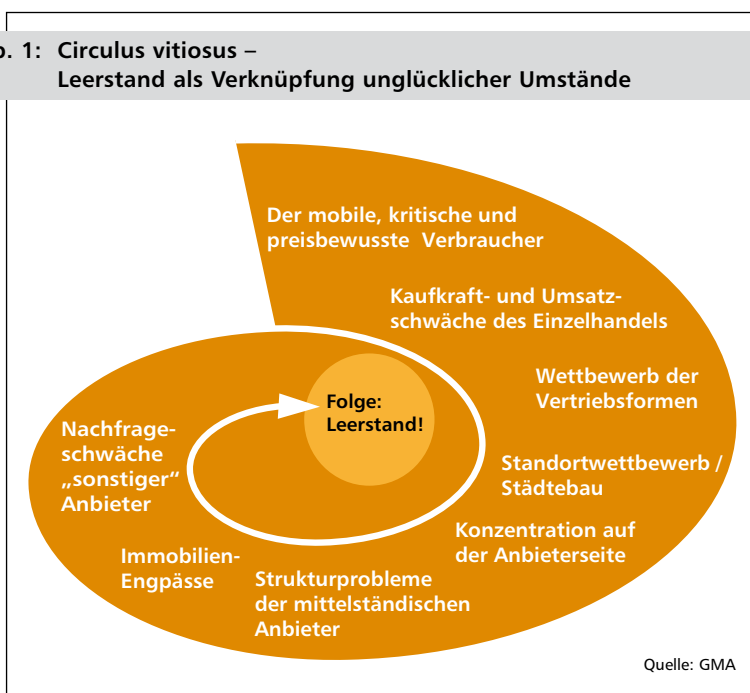 b. 1: Circulus vitiosus –
Leerstand als Verknüpfung unglücklicher Umstände
Der mobile, kritische und
preisbewusste Verbraucher
Kaufkraft- und Umsatz-
schwäche des Einzelhandels
Wettbewerb der
Vertriebsformen
Standortwettbewerb /
Städtebau
Konzentration auf
der Anbieterseite
Strukturprobleme
der mittelständischen
Anbieter
Immobilien-
Engpässe
Nachfrage-
schwäche
„sonstiger“
Anbieter
Folge:
Leerstand!
Quelle: GMA